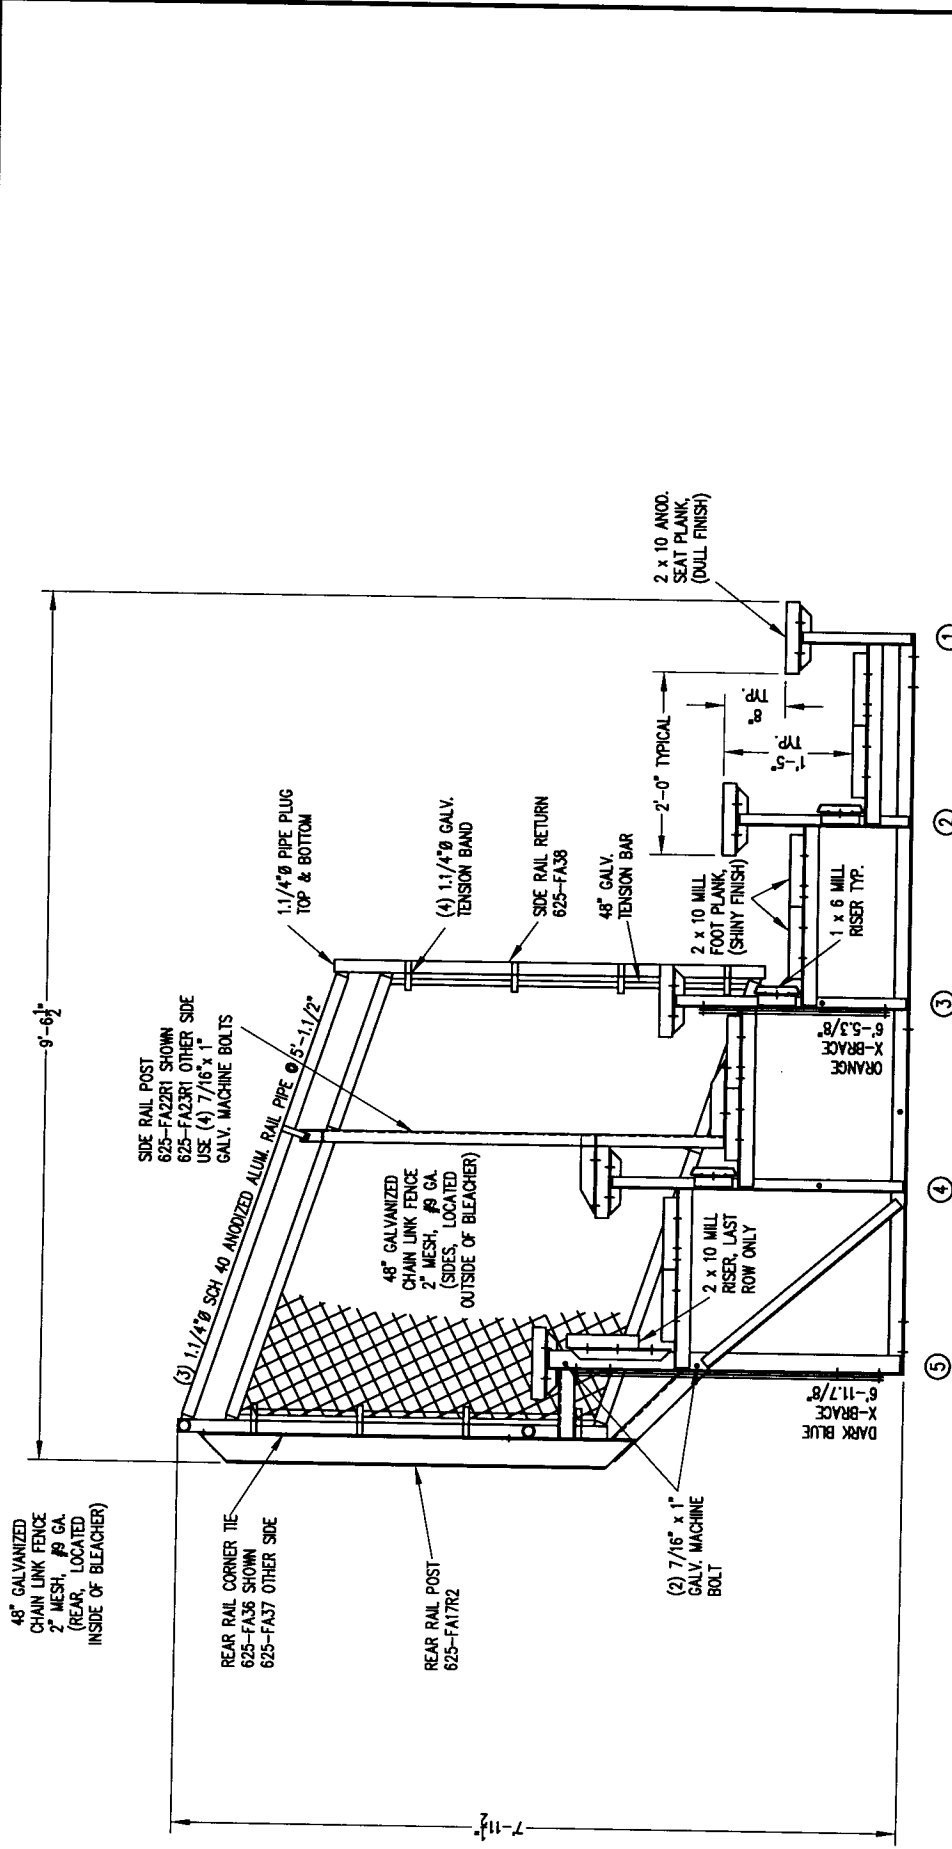 48" GALVANIZED
CHAIN LINK FENCE
2" MESH, #9 GA.
(REAR, LOCATED
INSIDE OF BLEACHER)
9'-6 1/2"
SIDE RAIL POST
625-FA22R1 SHOWN
625-FA23R1 OTHER SIDE
USE (4) 7/16" x 1"
GALV. MACHINE BOLTS
(3) 1.1/4"Ø SCH 40 ANODIZED ALUM. RAIL PIPE @ 5'-1.1/2"
1.1/4"Ø PIPE PLUG
TOP & BOTTOM
(4) 1.1/4"Ø GALV.
TENSION BAND
SIDE RAIL RETURN
625-FA38
48" GALV.
TENSION BAR
2 x 10 ANOD.
SEAT PLANK,
(DULL FINISH)
REAR RAIL CORNER TIE
625-FA36 SHOWN
625-FA37 OTHER SIDE
REAR RAIL POST
625-FA17R2
48" GALVANIZED
CHAIN LINK FENCE
2" MESH, #9 GA.
(SIDES, LOCATED
OUTSIDE OF BLEACHER)
2'-0" TYPICAL
8"
TYP.
1'-5"
TYP.
2 x 10 MILL
FOOT PLANK,
(SHINY FINISH)
1 x 6 MILL
RISER TYP.
2 x 10 MILL
RISER, LAST
ROW ONLY
(2) 7/16" x 1"
GALV. MACHINE
BOLT
DARK BLUE
X-BRACE
6'-11.7/8"
ORANGE
X-BRACE
6'-5.3/8"
7'-11 1/2"
5
4
3
2
1